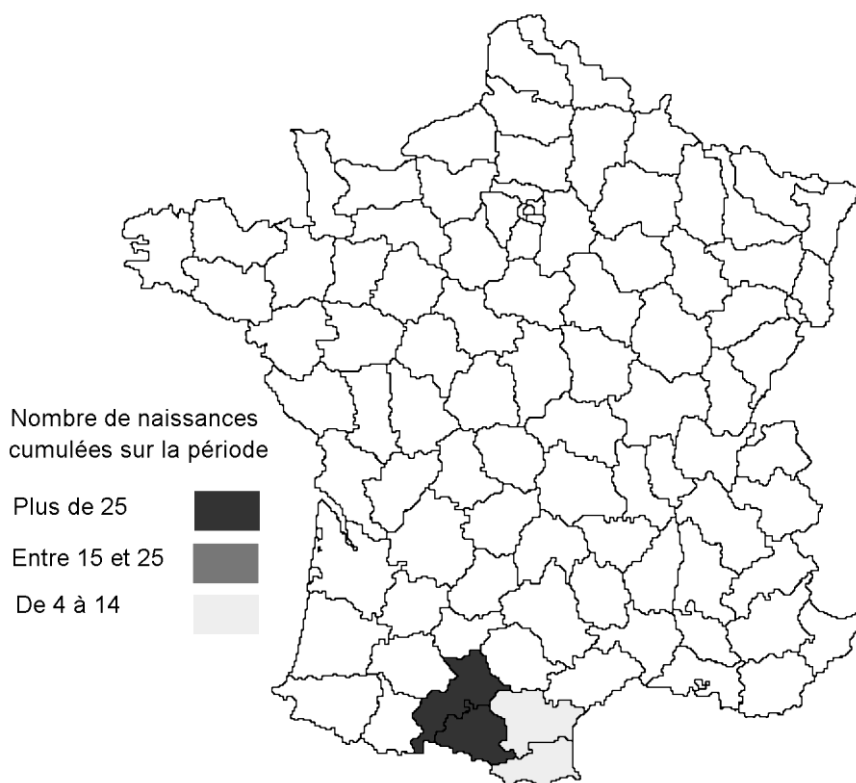 Nombre de naissances
cumulées sur la période
Plus de 25
Entre 15 et 25
De 4 à 14